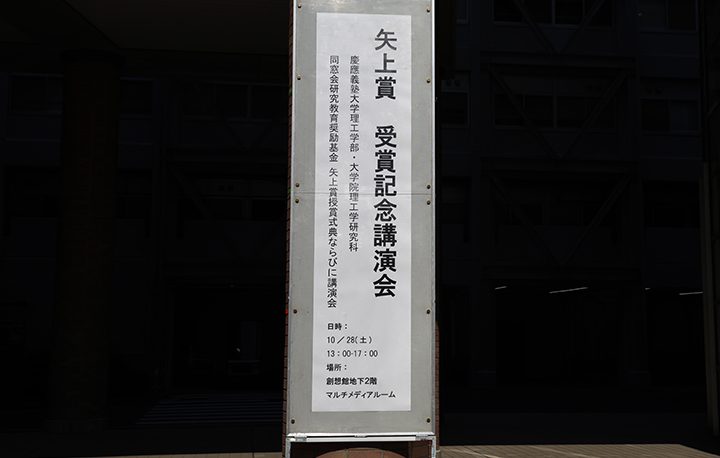 矢上賞　受賞記念講演会
慶應義塾大学理工学部・大学院理工学研究科
同窓会研究教育奨励基金 矢上賞授賞式典ならびに講演会
日時：
10／28(土)
13：00-17：00
場所：
創想館地下2階
マルチメディアルーム